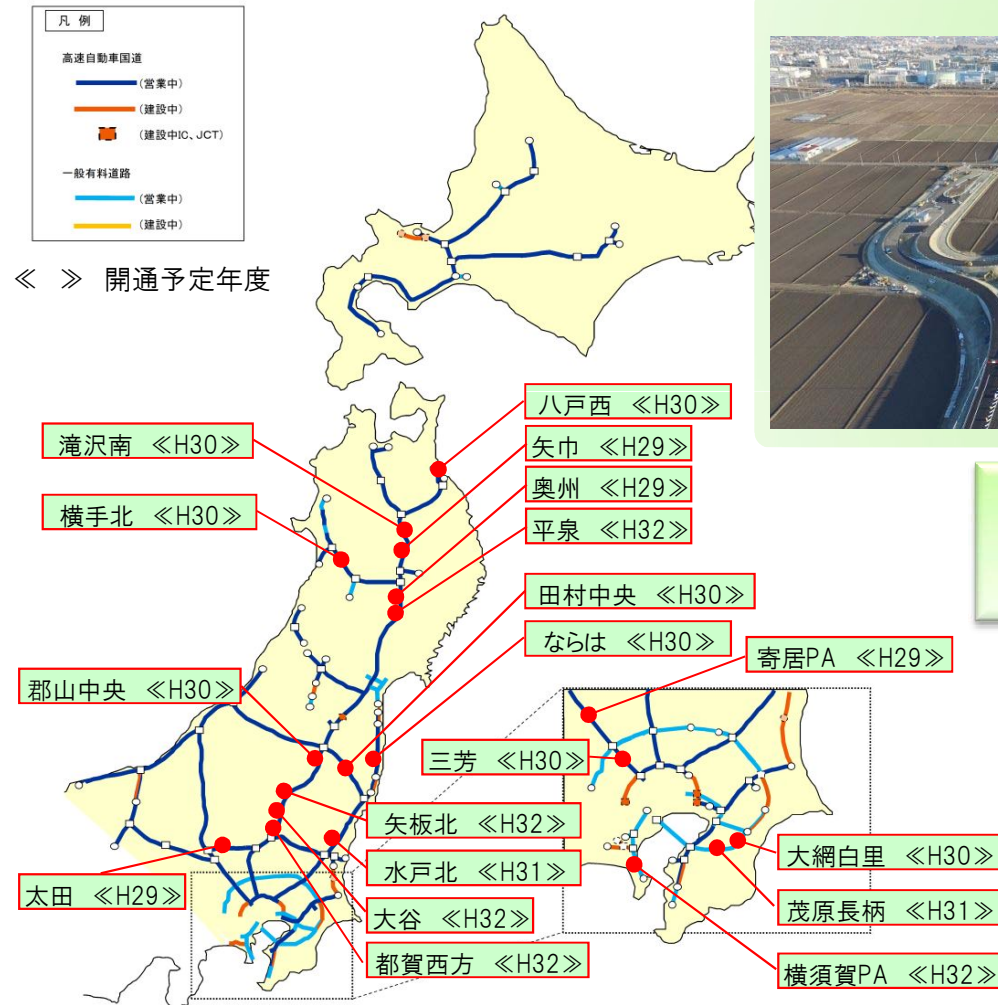 凡 例
高速自動車国道
(営業中)
(建設中)
(建設中IC、JCT)
一般有料道路
(営業中)
(建設中)
≪ ≫ 開通予定年度
八戸西 ≪H30≫
滝沢南 ≪H30≫
矢巾 ≪H29≫
奥州 ≪H29≫
横手北 ≪H30≫
平泉 ≪H32≫
田村中央 ≪H30≫
ならは ≪H30≫
寄居PA ≪H29≫
郡山中央 ≪H30≫
三芳 ≪H30≫
矢板北 ≪H32≫
大網白里 ≪H30≫
水戸北 ≪H31≫
太田 ≪H29≫
大谷 ≪H32≫
茂原長柄 ≪H31≫
都賀西方 ≪H32≫
横須賀PA ≪H32≫